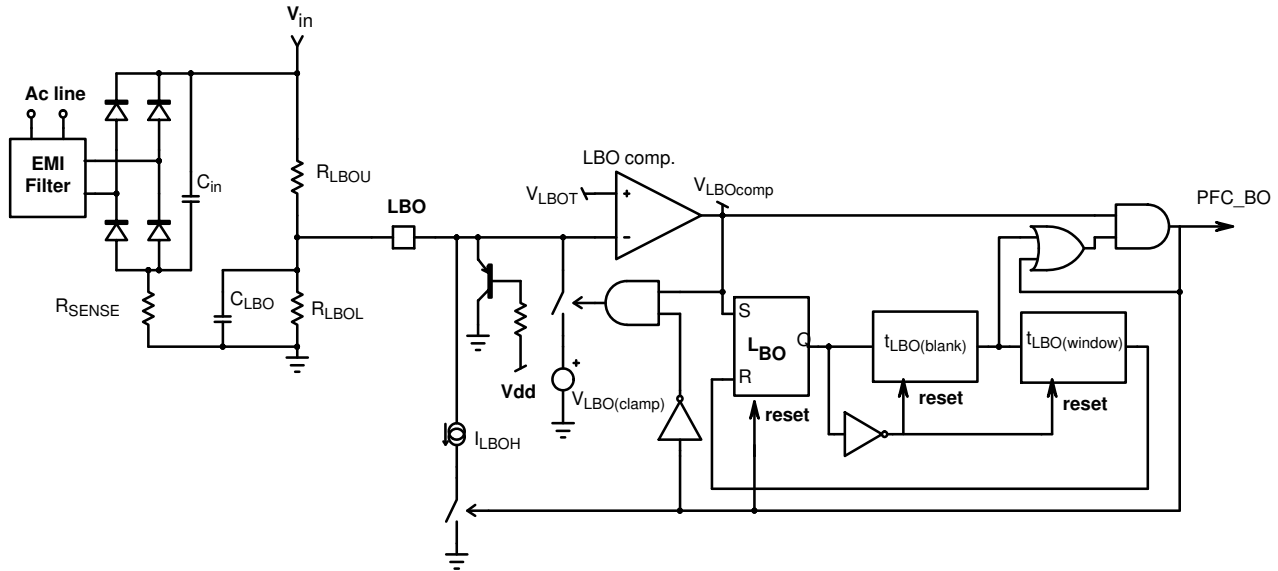 Vin
Ac line
EMI
Filter
Cin
RLBOU
LBO
LBO comp.
VLBOT
+
−
VLBOcomp
PFC_BO
RSENSE
CLBO
RLBOL
Vdd
+
VLBO(clamp)
S
Q
LBO
R
reset
tLBO(blank)
reset
tLBO(window)
reset
ILBOH